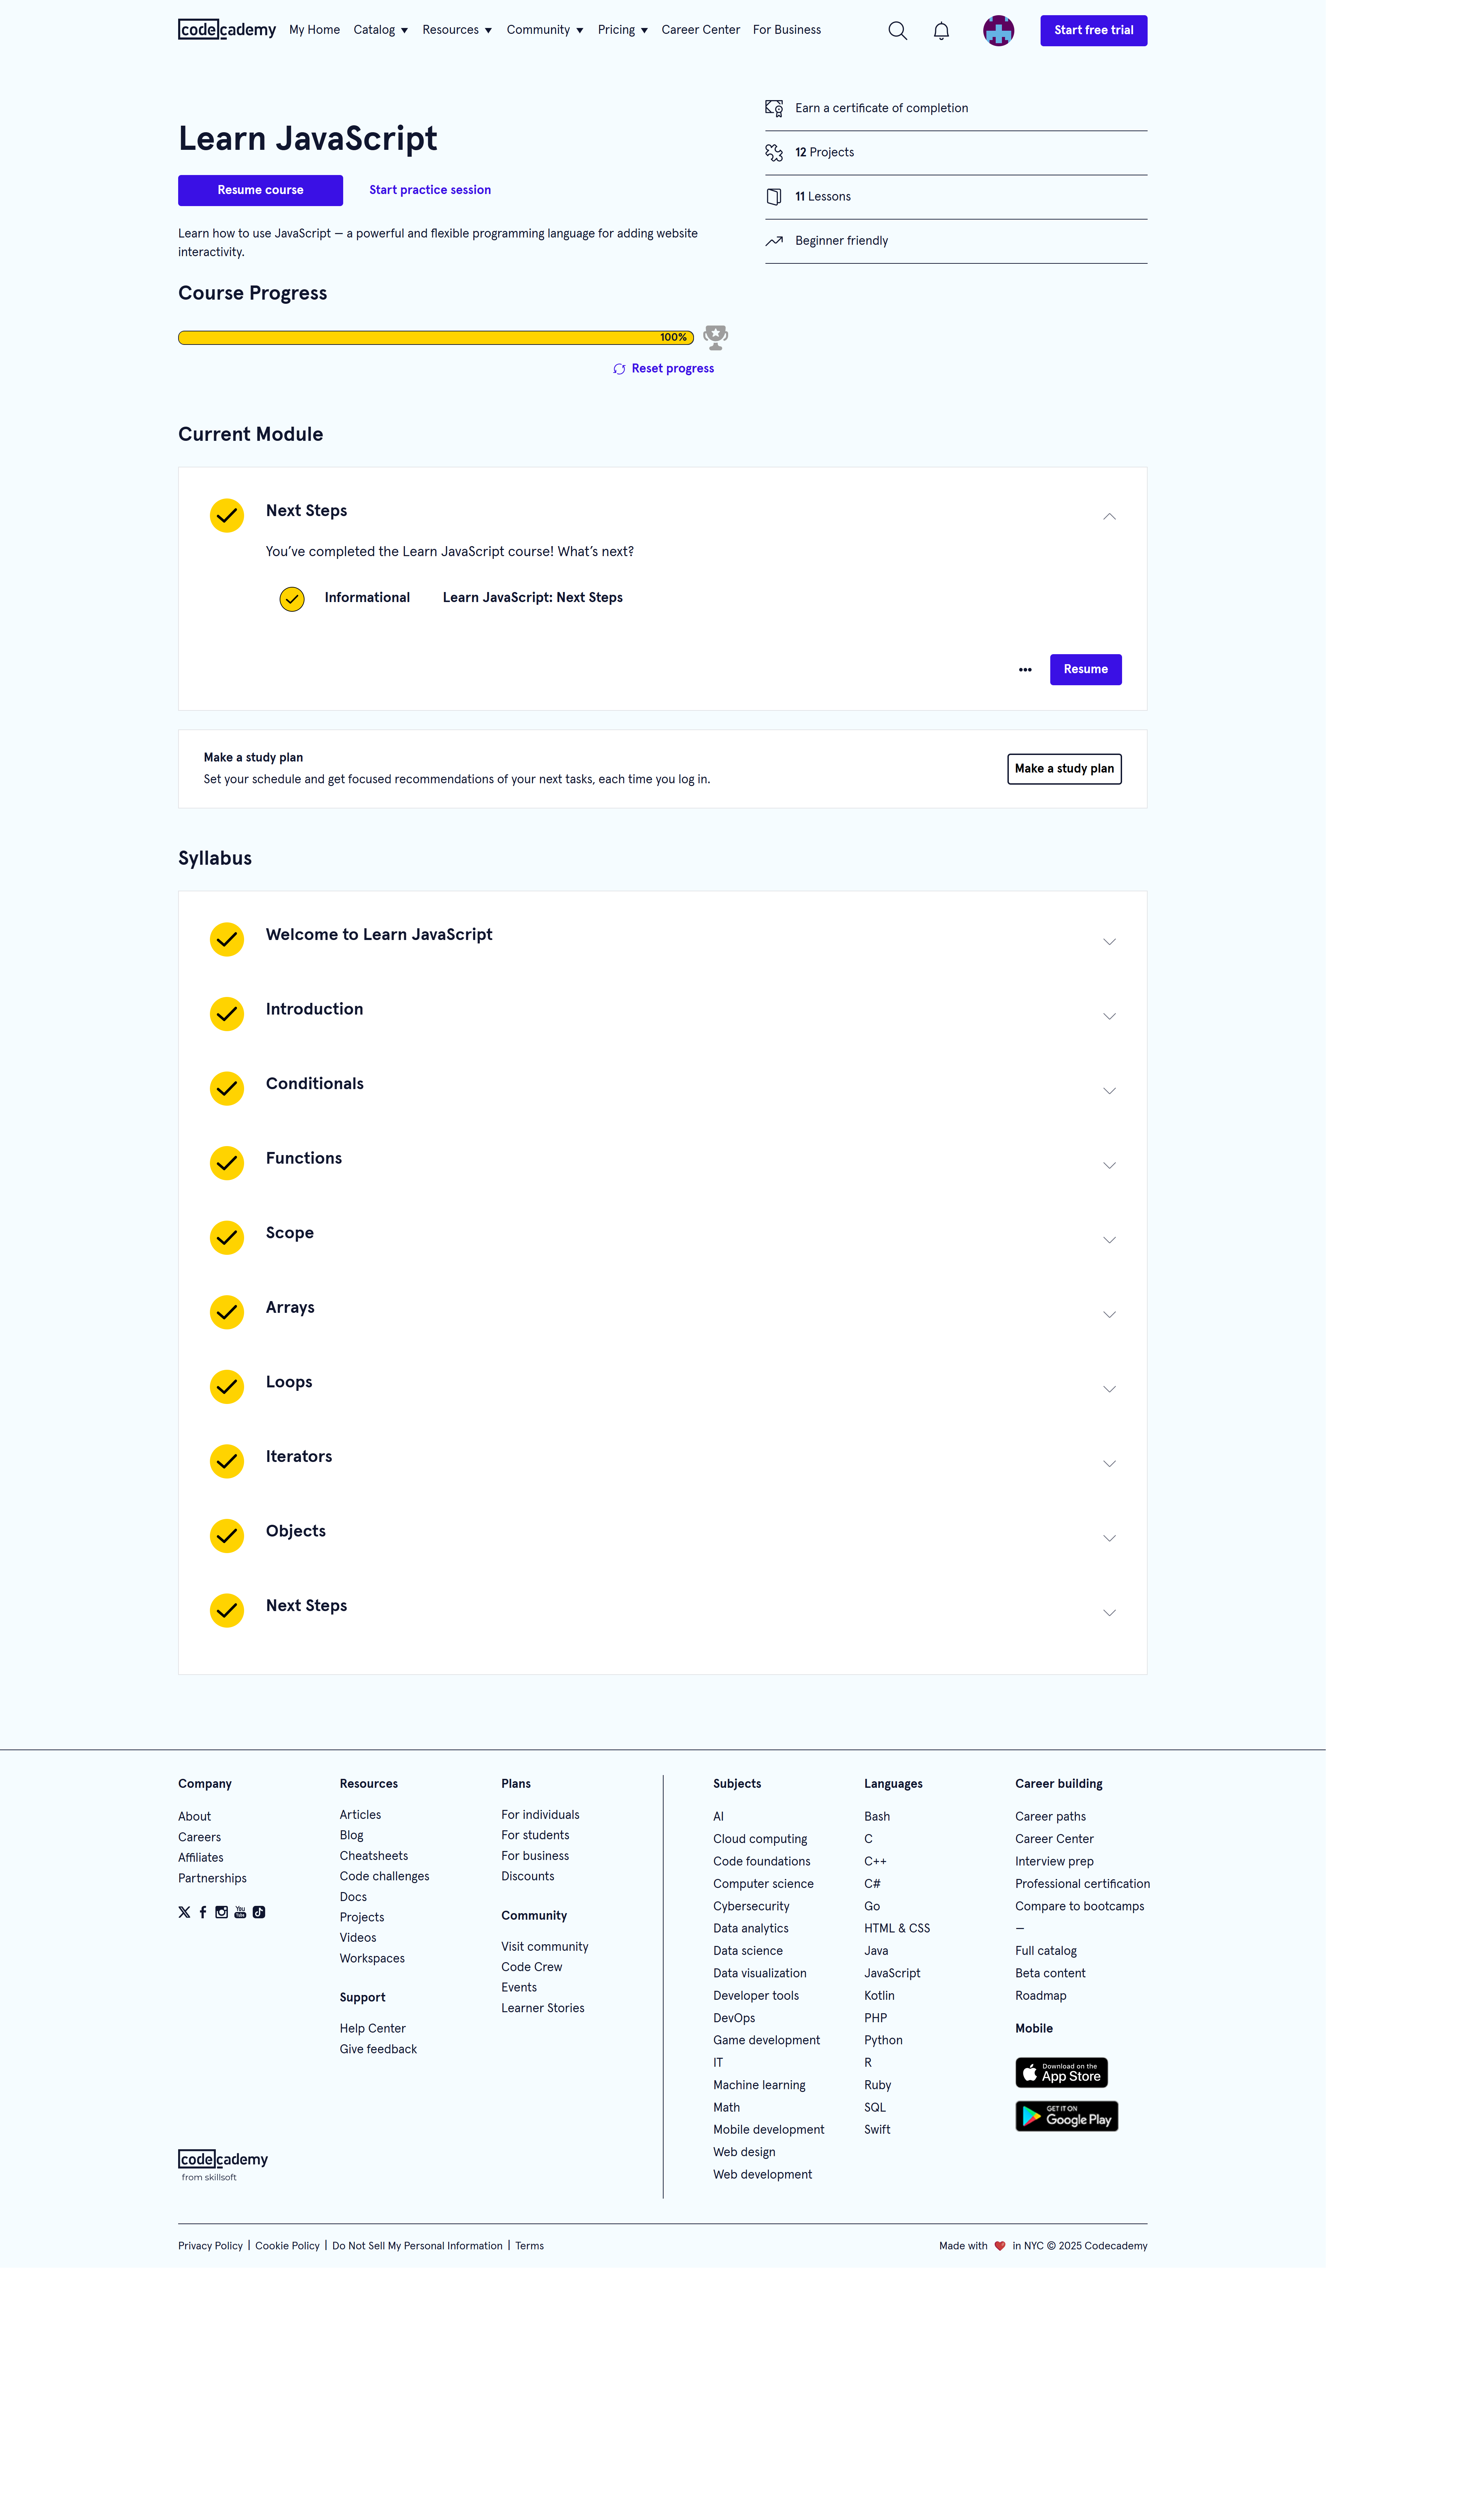 codecademy My Home Catalog Resources Community Pricing Career Center For Business Start free trial
Learn JavaScript
Resume course Start practice session
Learn how to use JavaScript — a powerful and flexible programming language for adding website
interactivity.
Earn a certificate of completion
12 Projects
11 Lessons
Beginner friendly
Course Progress
100%
Reset progress
Current Module
Next Steps
You’ve completed the Learn JavaScript course! What’s next?
Informational Learn JavaScript: Next Steps
Resume
Make a study plan
Set your schedule and get focused recommendations of your next tasks, each time you log in.
Make a study plan
Syllabus
Welcome to Learn JavaScript
Introduction
Conditionals
Functions
Scope
Arrays
Loops
Iterators
Objects
Next Steps
Company
About
Careers
Affiliates
Partnerships
You
Tube
Resources
Articles
Blog
Cheatsheets
Code challenges
Docs
Projects
Videos
Workspaces
Support
Help Center
Give feedback
Plans
For individuals
For students
For business
Discounts
Community
Visit community
Code Crew
Events
Learner Stories
codecademy
from skillsoft
Subjects
AI
Cloud computing
Code foundations
Computer science
Cybersecurity
Data analytics
Data science
Data visualization
Developer tools
DevOps
Game development
IT
Machine learning
Math
Mobile development
Web design
Web development
Languages
Bash
C
C++
C#
Go
HTML & CSS
Java
JavaScript
Kotlin
PHP
Python
R
Ruby
SQL
Swift
Career building
Career paths
Career Center
Interview prep
Professional certification
Compare to bootcamps
—
Full catalog
Beta content
Roadmap
Mobile
Download on the
App Store
GET IT ON
Google Play
Privacy Policy | Cookie Policy | Do Not Sell My Personal Information | Terms
Made with ❤️ in NYC © 2025 Codecademy